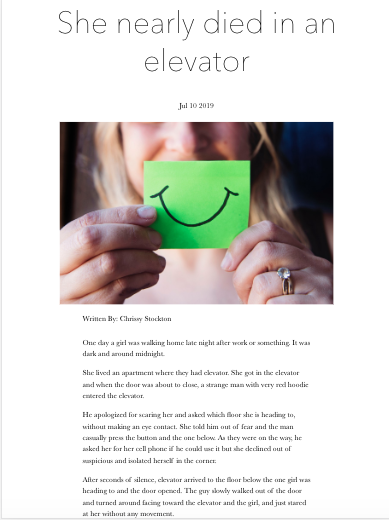 She nearly died in an
elevator
Jul 10 2019
Written By: Chrissy Stockton
One day a girl was walking home late night after work or something. It was
dark and around midnight.
She lived an apartment where they had elevator. She got in the elevator
and when the door was about to close, a strange man with very red hoodie
entered the elevator.
He apologized for scaring her and asked which floor she is heading to,
without making an eye contact. She told him out of fear and the man
casually press the button and the one below. As they were on the way, he
asked her for her cell phone if he could use it but she declined out of
suspicious and isolated herself in the corner.
After seconds of silence, elevator arrived to the floor below the one girl was
heading to and the door opened. The guy slowly walked out of the door
and turned around facing toward the elevator and the girl, and just stared
at her without any movement.